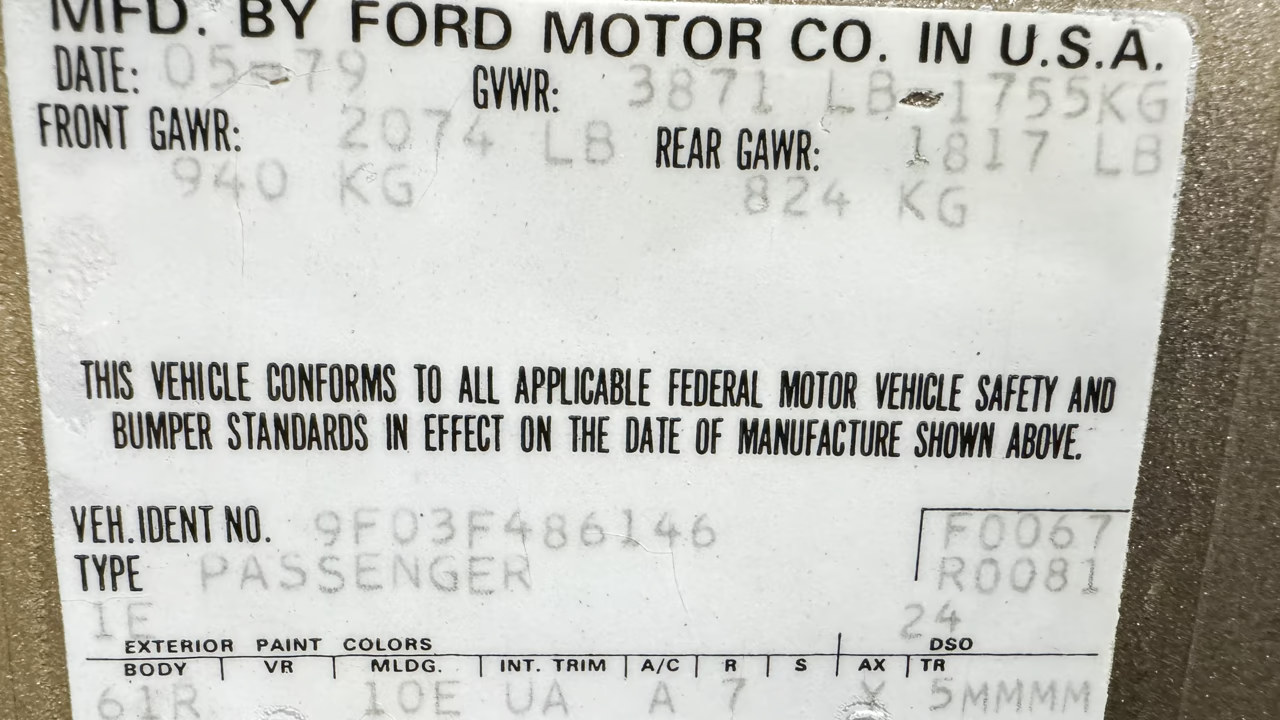 MFD. BY FORD MOTOR CO. IN U.S.A.
DATE: 05-79 GVWR: 3871 LB-1755KG
FRONT GAWR: 2074 LB REAR GAWR: 1817 LB
940 KG 824 KG
THIS VEHICLE CONFORMS TO ALL APPLICABLE FEDERAL MOTOR VEHICLE SAFETY AND
BUMPER STANDARDS IN EFFECT ON THE DATE OF MANUFACTURE SHOWN ABOVE.
VEH. IDENT NO. 9F03F486146 F0067
TYPE PASSENGER R0081
1E 24
EXTERIOR PAINT COLORS DSO
BODY VR MLDG. INT. TRIM A/C R S AX TR
61R 10E UA A 7 Y 5MMMM